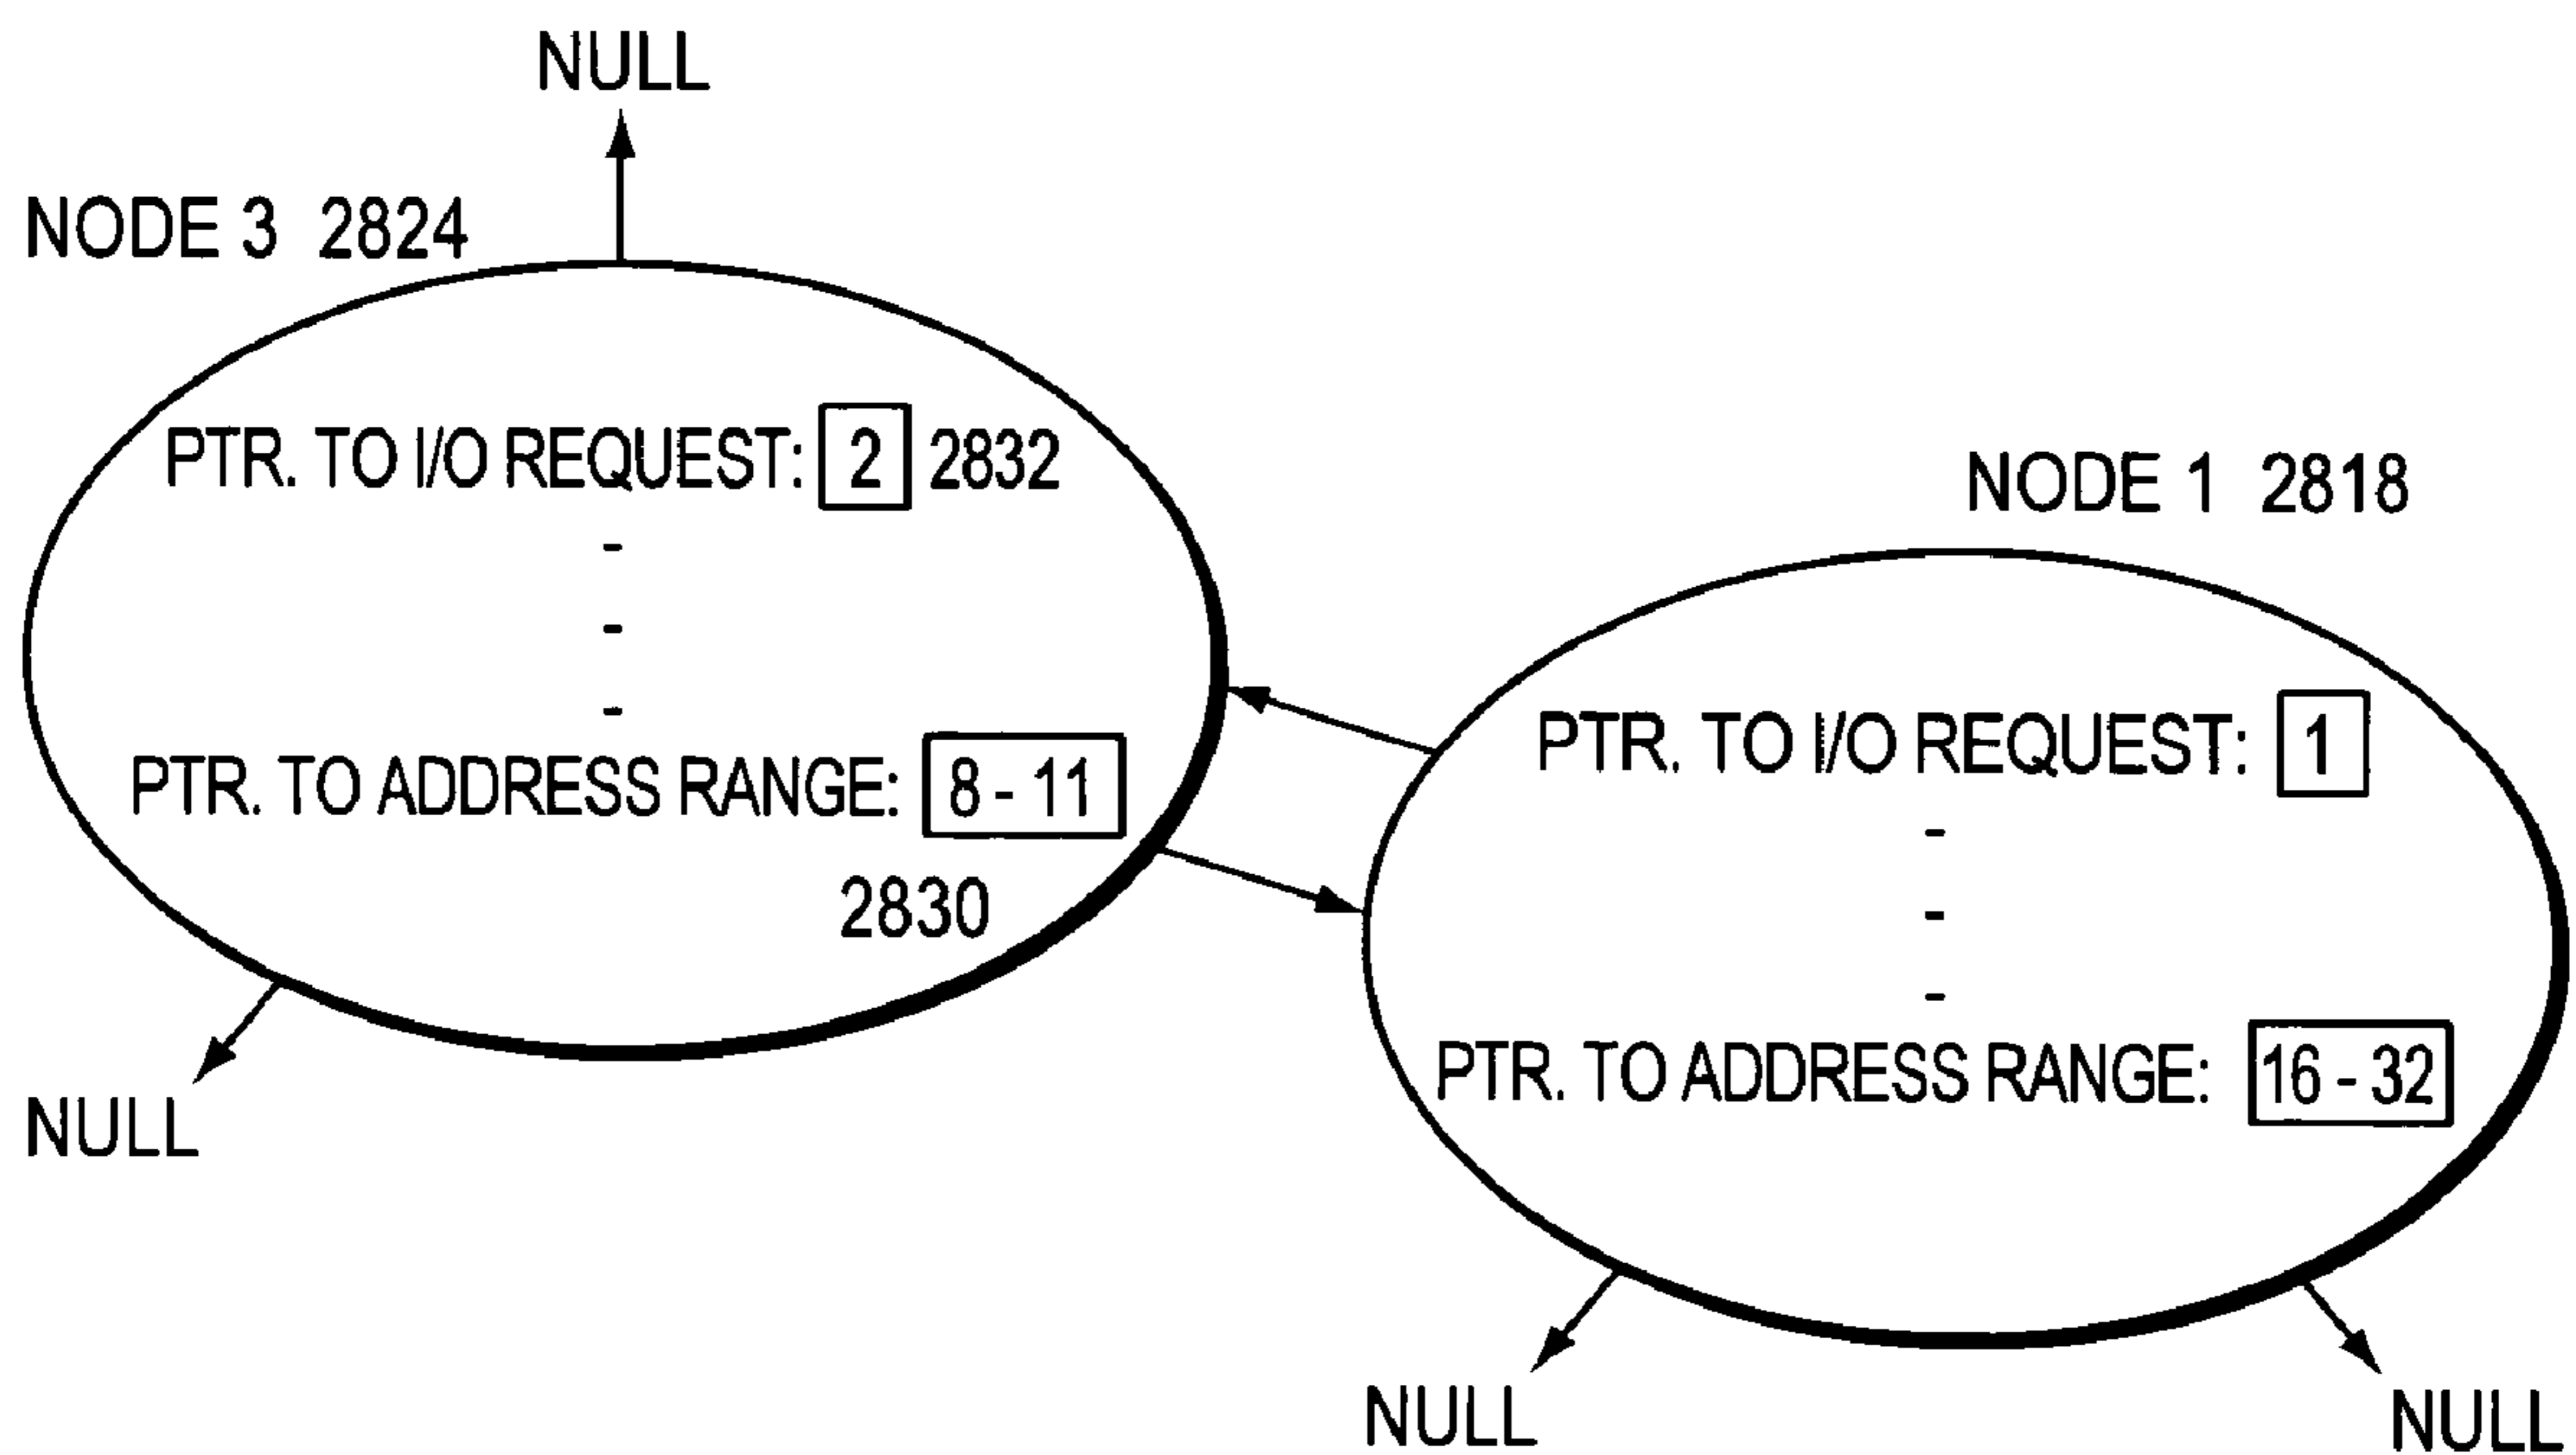 NULL
NODE 3 2824
PTR. TO I/O REQUEST: 2 2832
-
-
-
PTR. TO ADDRESS RANGE: 8 - 11
2830
NULL
NODE 1 2818
PTR. TO I/O REQUEST: 1
-
-
-
PTR. TO ADDRESS RANGE: 16 - 32
NULL
NULL